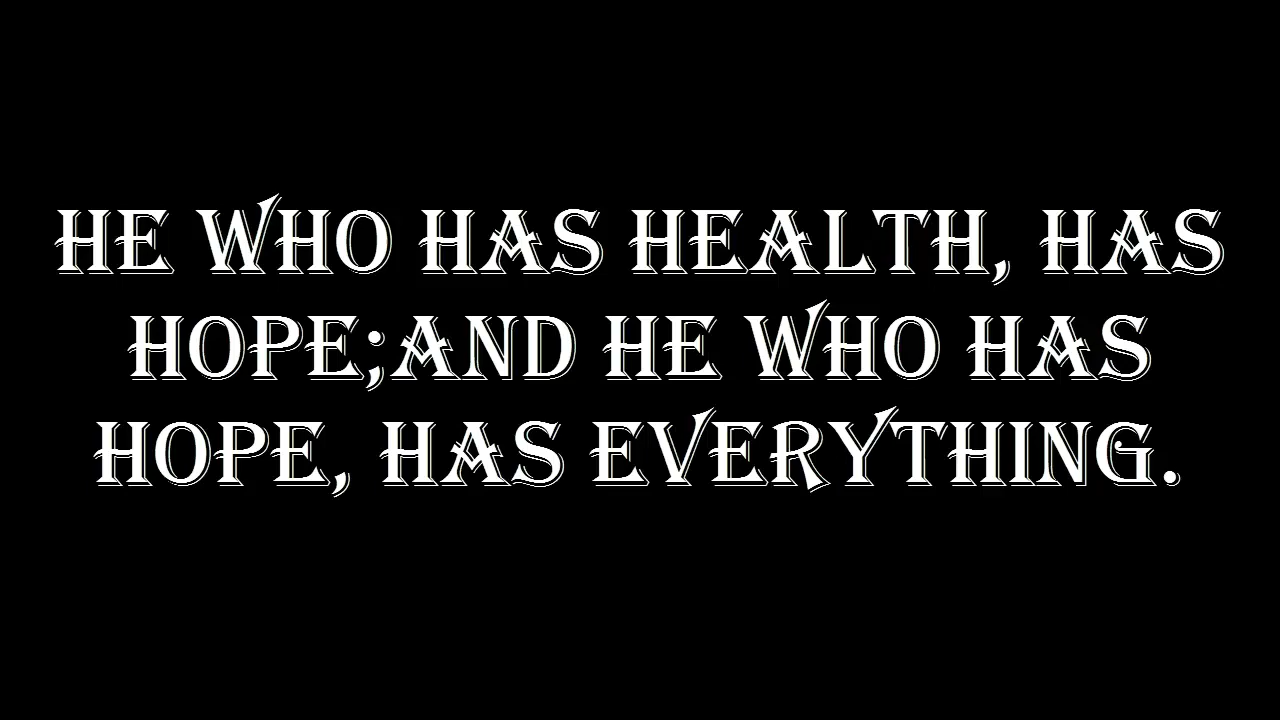 HE WHO HAS HEALTH, HAS
HOPE;AND HE WHO HAS
HOPE, HAS EVERYTHING.